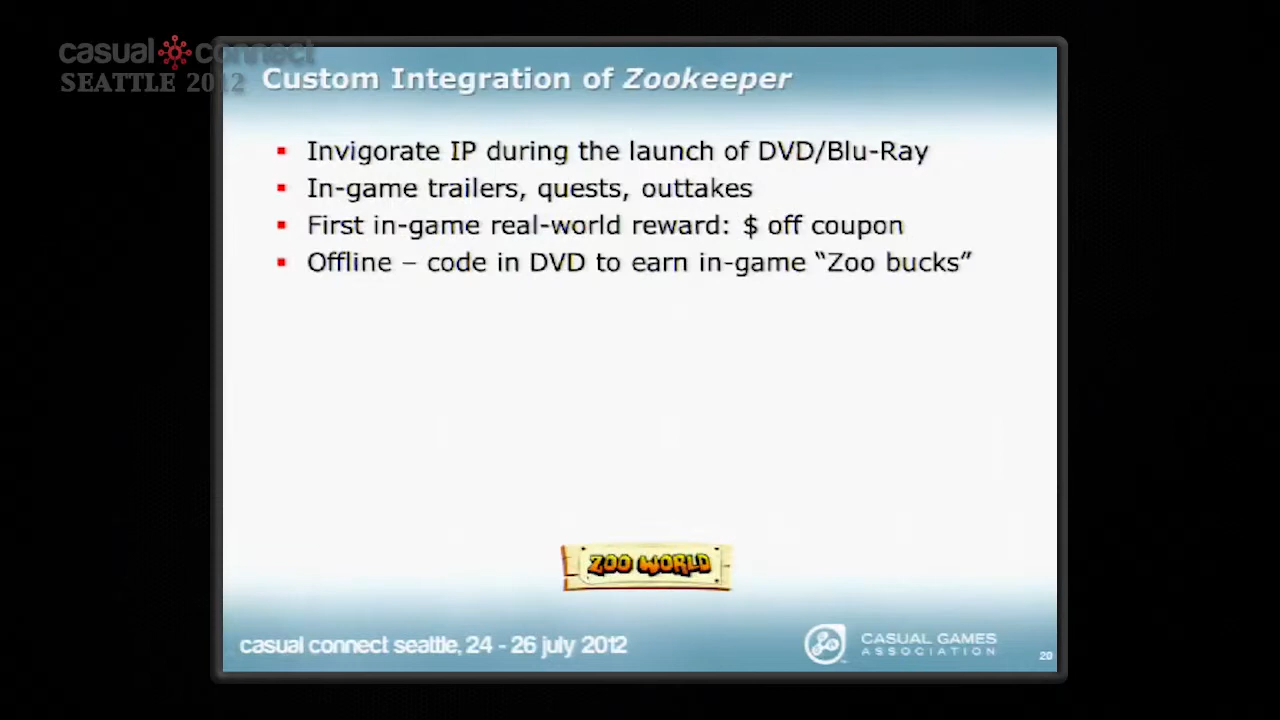 casual connect
SEATTLE 2012
Custom Integration of Zookeeper
Invigorate IP during the launch of DVD/Blu-Ray
In-game trailers, quests, outtakes
First in-game real-world reward: $ off coupon
Offline – code in DVD to earn in-game “Zoo bucks”
ZOO WORLD
casual connect seattle, 24 - 26 july 2012
CASUAL GAMES
ASSOCIATION
20